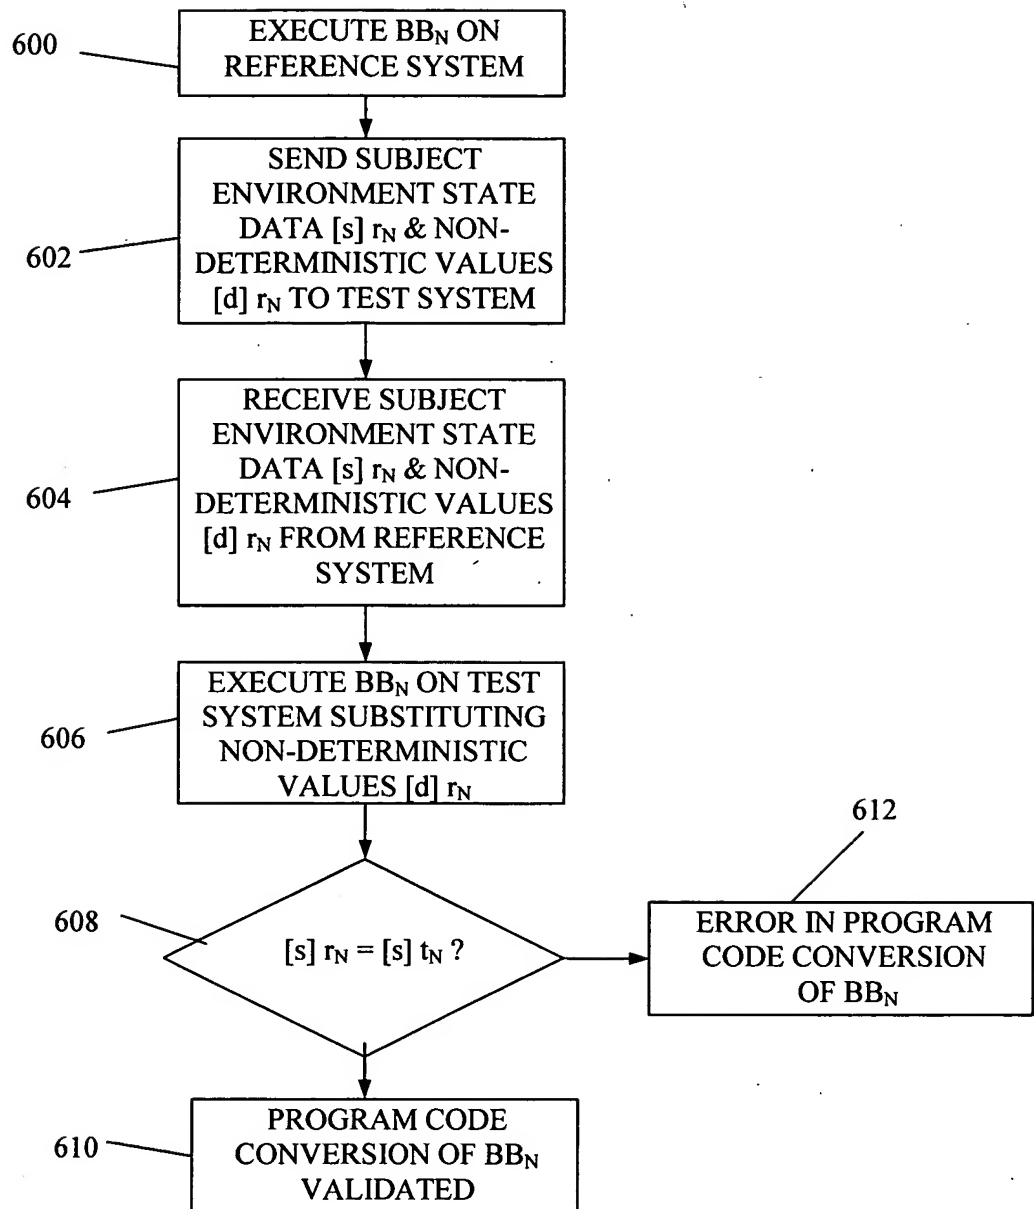 600
EXECUTE BB_N ON
REFERENCE SYSTEM
602
SEND SUBJECT
ENVIRONMENT STATE
DATA [s] r_N & NON-
DETERMINISTIC VALUES
[d] r_N TO TEST SYSTEM
604
RECEIVE SUBJECT
ENVIRONMENT STATE
DATA [s] r_N & NON-
DETERMINISTIC VALUES
[d] r_N FROM REFERENCE
SYSTEM
606
EXECUTE BB_N ON TEST
SYSTEM SUBSTITUTING
NON-DETERMINISTIC
VALUES [d] r_N
608
[s] r_N = [s] t_N ?
612
ERROR IN PROGRAM
CODE CONVERSION
OF BB_N
610
PROGRAM CODE
CONVERSION OF BB_N
VALIDATED